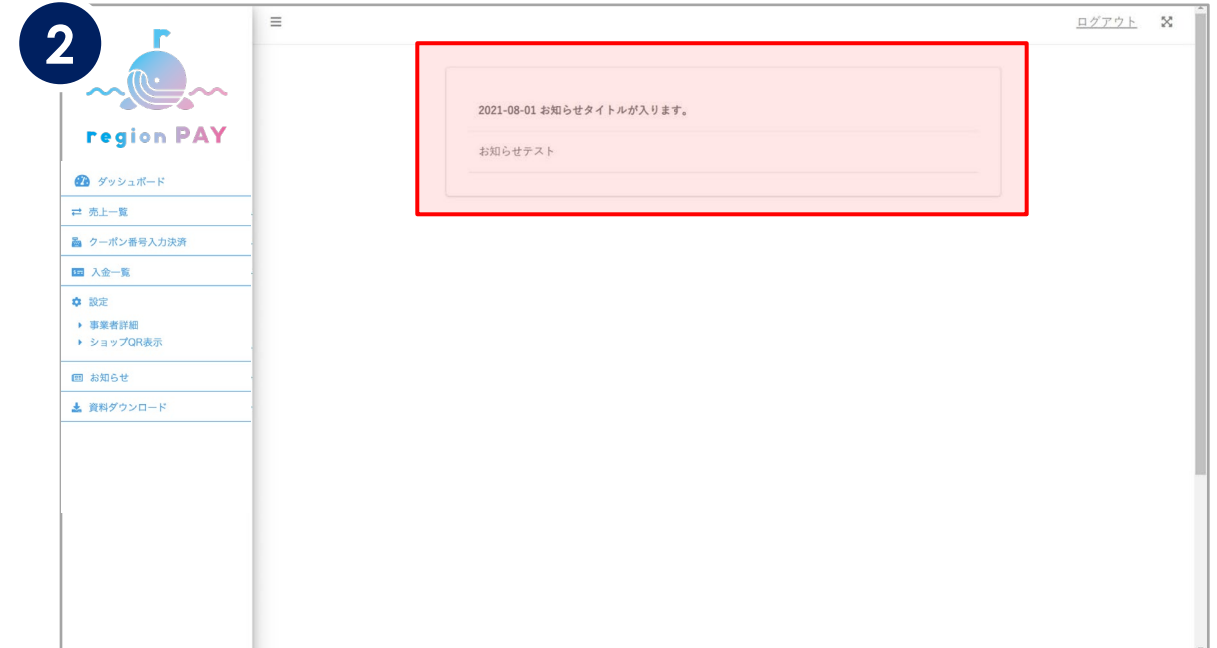 2
r
region PAY
ダッシュボード
売上一覧
クーポン番号入力決済
入金一覧
設定
事業者詳細
ショップQR表示
お知らせ
資料ダウンロード
ログアウト
2021-08-01 お知らせタイトルが入ります。
お知らせテスト